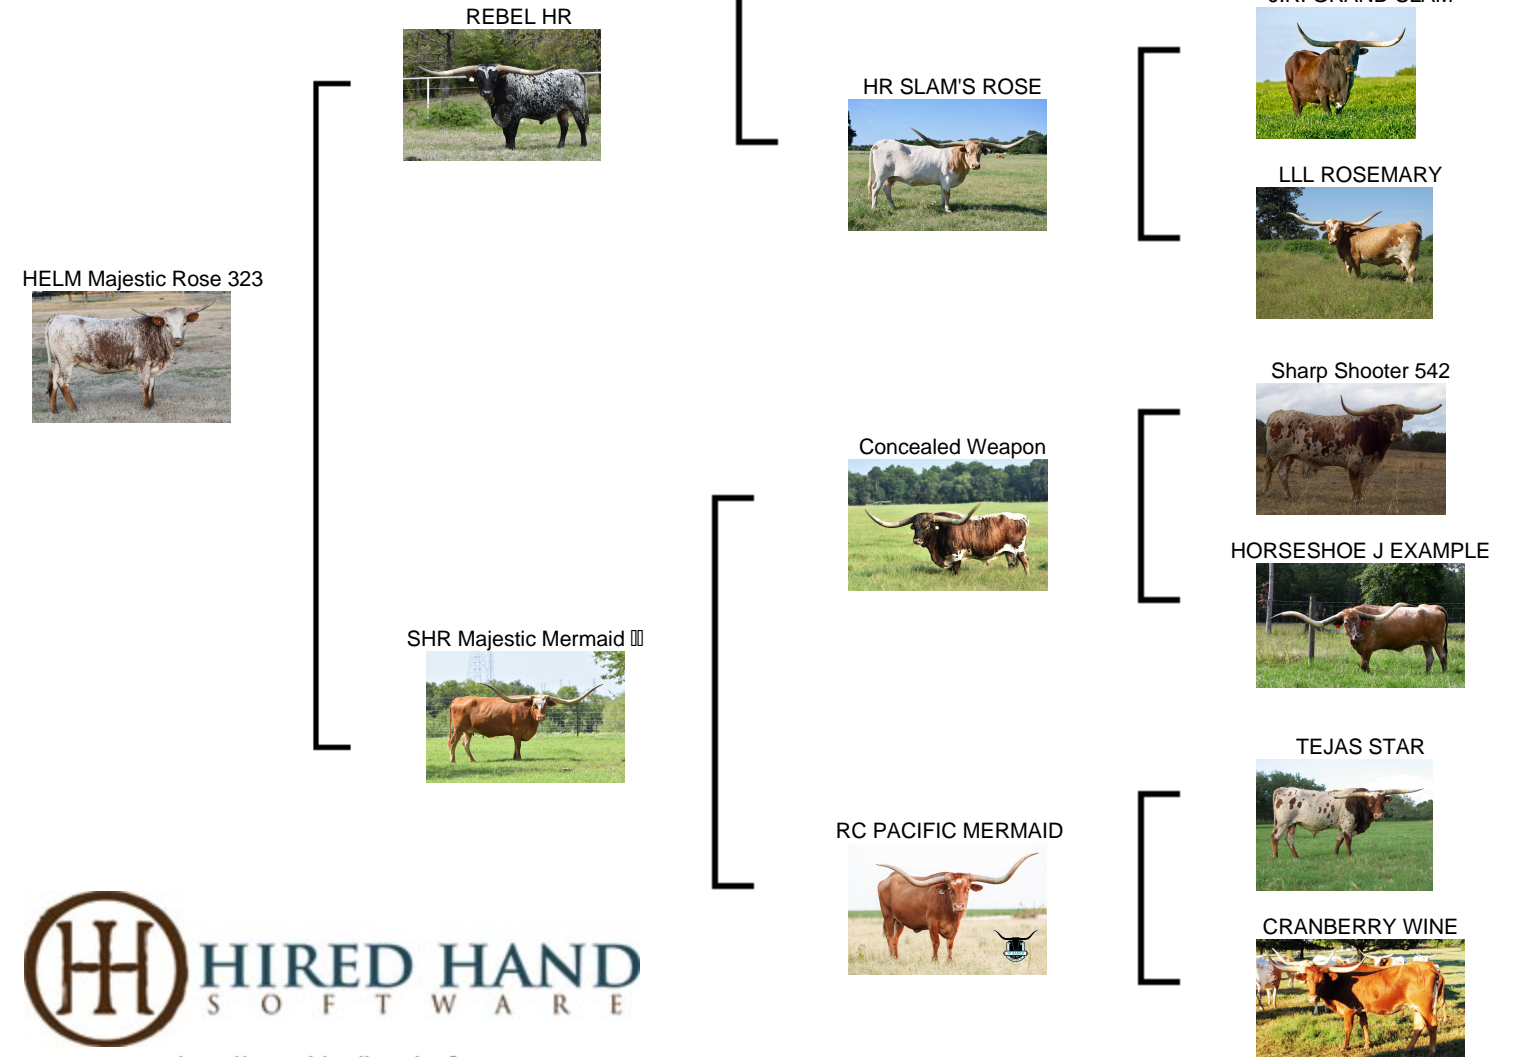 REBEL HR
HR SLAM'S ROSE
LLL ROSEMARY
HELM Majestic Rose 323
Sharp Shooter 542
Concealed Weapon
HORSESHOE J EXAMPLE
SHR Majestic Mermaid
TEJAS STAR
RC PACIFIC MERMAID
CRANBERRY WINE
HIRED HAND
SOFTWARE